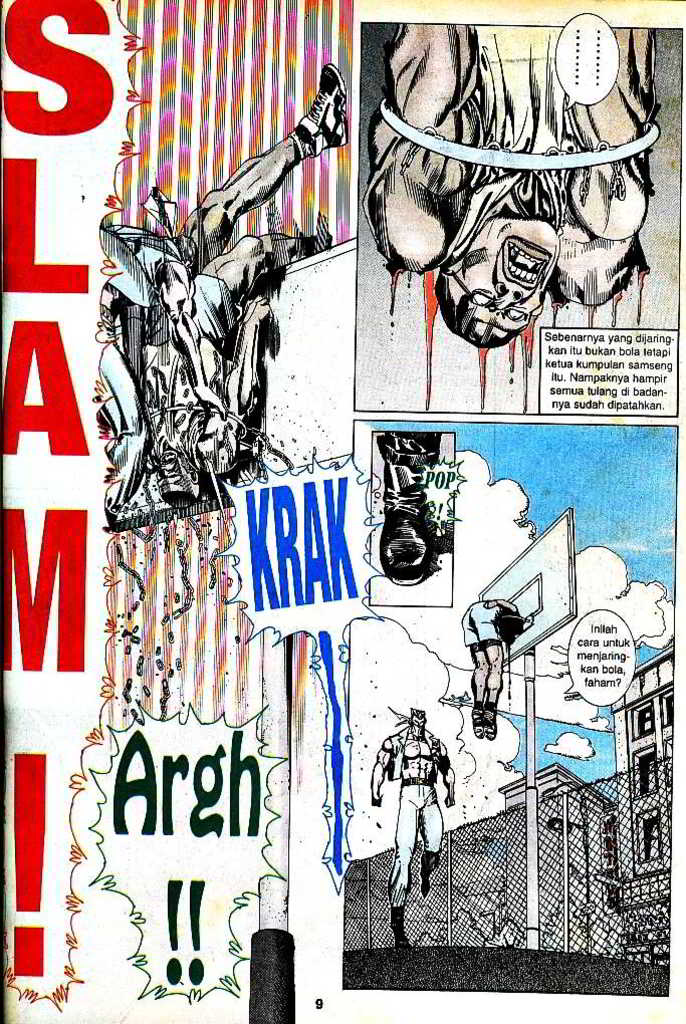 SLAM!
KRAK
Argh
!!
.......
Sebenarnya yang dijaring-
kan itu bukan bola tetapi
ketua kumpulan samseng
itu. Nampaknya hampir
semua tulang di badan-
nya sudah dipatahkan.
POP
!
Inilah
cara untuk
menjaring-
kan bola,
faham?
9